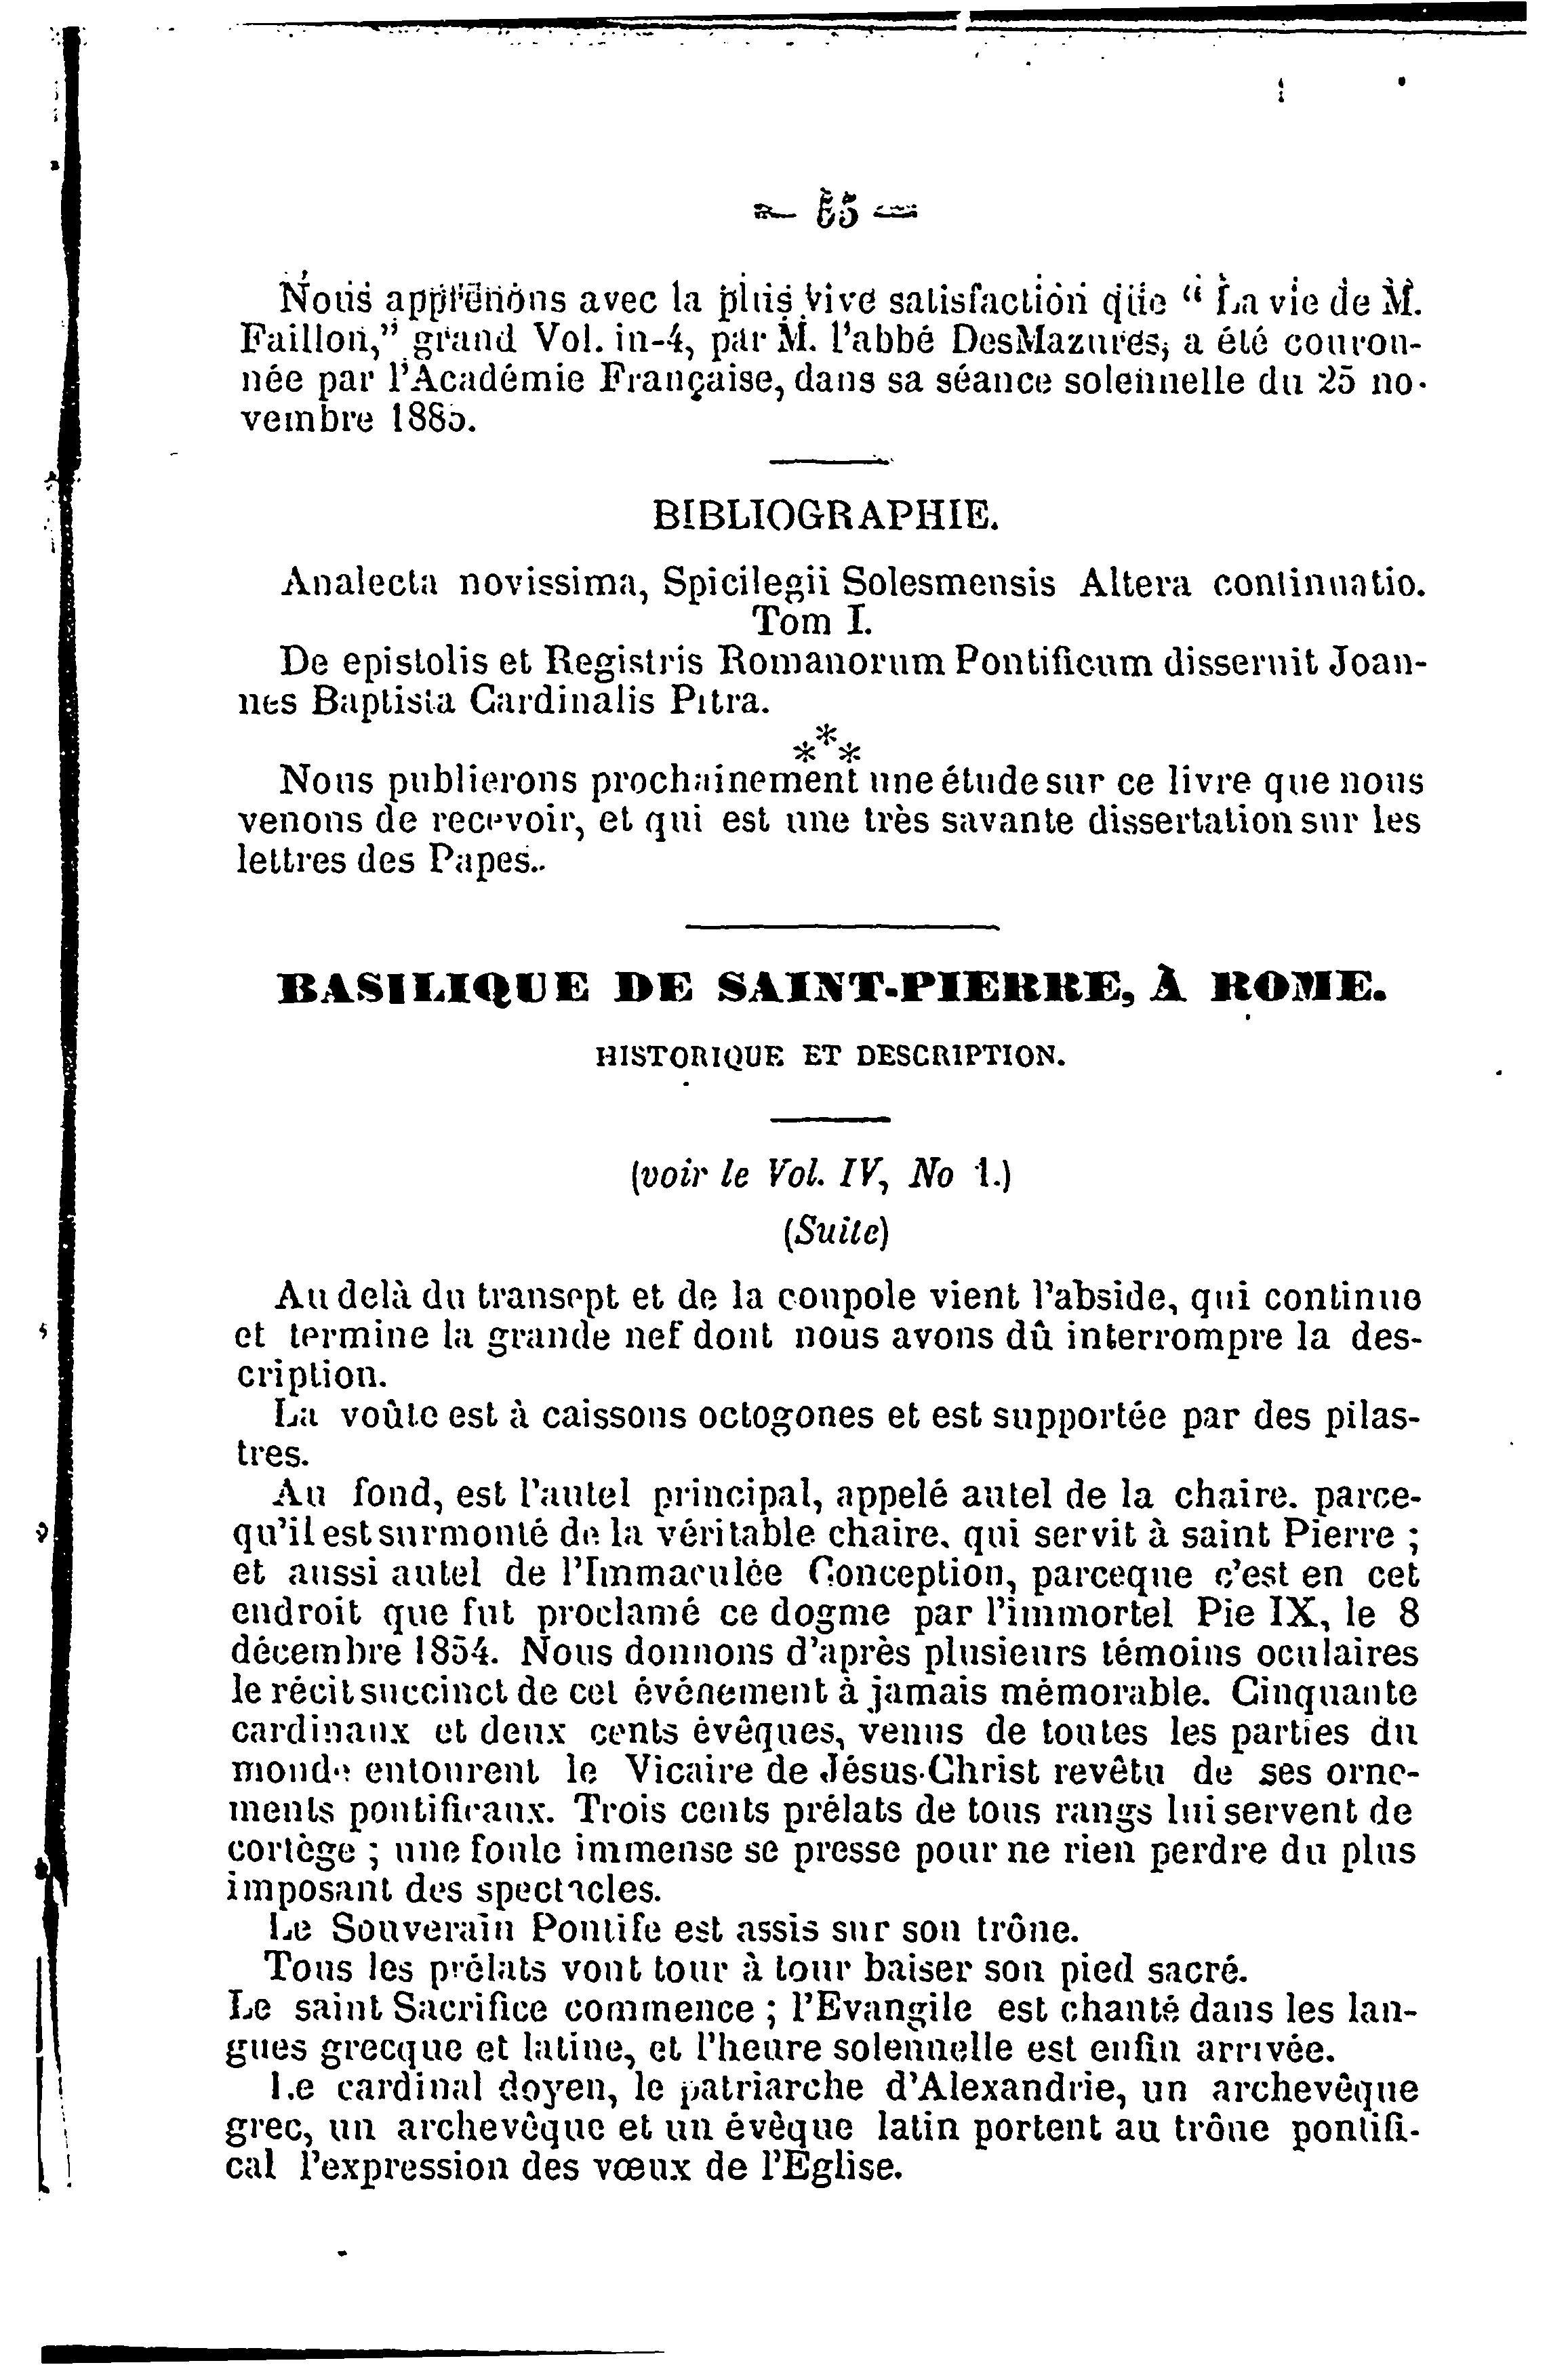 — 55 —
Nous apprenons avec la plus vive satisfaction que “ La vie de M.
Faillon,” grand Vol. in-4, par M. l’abbé DesMazures, a été couron-
née par l’Académie Française, dans sa séance solennelle du 25 no-
vembre 1885.
BIBLIOGRAPHIE.
Analecta novissima, Spicilegii Solesmensis Altera continuatio.
Tom I.
De epistolis et Registris Romanorum Pontificum disseruit Joan-
nes Baptista Cardinalis Pitra.
***
Nous publierons prochainement une étude sur ce livre que nous
venons de recevoir, et qui est une très savante dissertation sur les
lettres des Papes..
BASILIQUE DE SAINT-PIERRE, À ROME.
HISTORIQUE ET DESCRIPTION.
(voir le Vol. IV, No 1.)
(Suite)
Au delà du transept et de la coupole vient l’abside, qui continue
et termine la grande nef dont nous avons dû interrompre la des-
cription.
La voûte est à caissons octogones et est supportée par des pilas-
tres.
Au fond, est l’autel principal, appelé autel de la chaire. parce-
qu’il est surmonté de la véritable chaire. qui servit à saint Pierre ;
et aussi autel de l’Immaculée Conception, parceque c’est en cet
endroit que fut proclamé ce dogme par l’immortel Pie IX, le 8
décembre 1854. Nous donnons d’après plusieurs témoins oculaires
le récit succinct de cet événement à jamais mémorable. Cinquante
cardinaux et deux cents évêques, venus de toutes les parties du
monde entourent le Vicaire de Jésus-Christ revêtu de ses orne-
ments pontificaux. Trois cents prélats de tous rangs lui servent de
cortège ; une foule immense se presse pour ne rien perdre du plus
imposant des spectacles.
Le Souverain Pontife est assis sur son trône.
Tous les prélats vont tour à tour baiser son pied sacré.
Le saint Sacrifice commence ; l’Evangile est chanté dans les lan-
gues grecque et latine, et l’heure solennelle est enfin arrivée.
Le cardinal doyen, le patriarche d’Alexandrie, un archevêque
grec, un archevêque et un évèque latin portent au trône pontifi-
cal l’expression des vœux de l’Eglise.